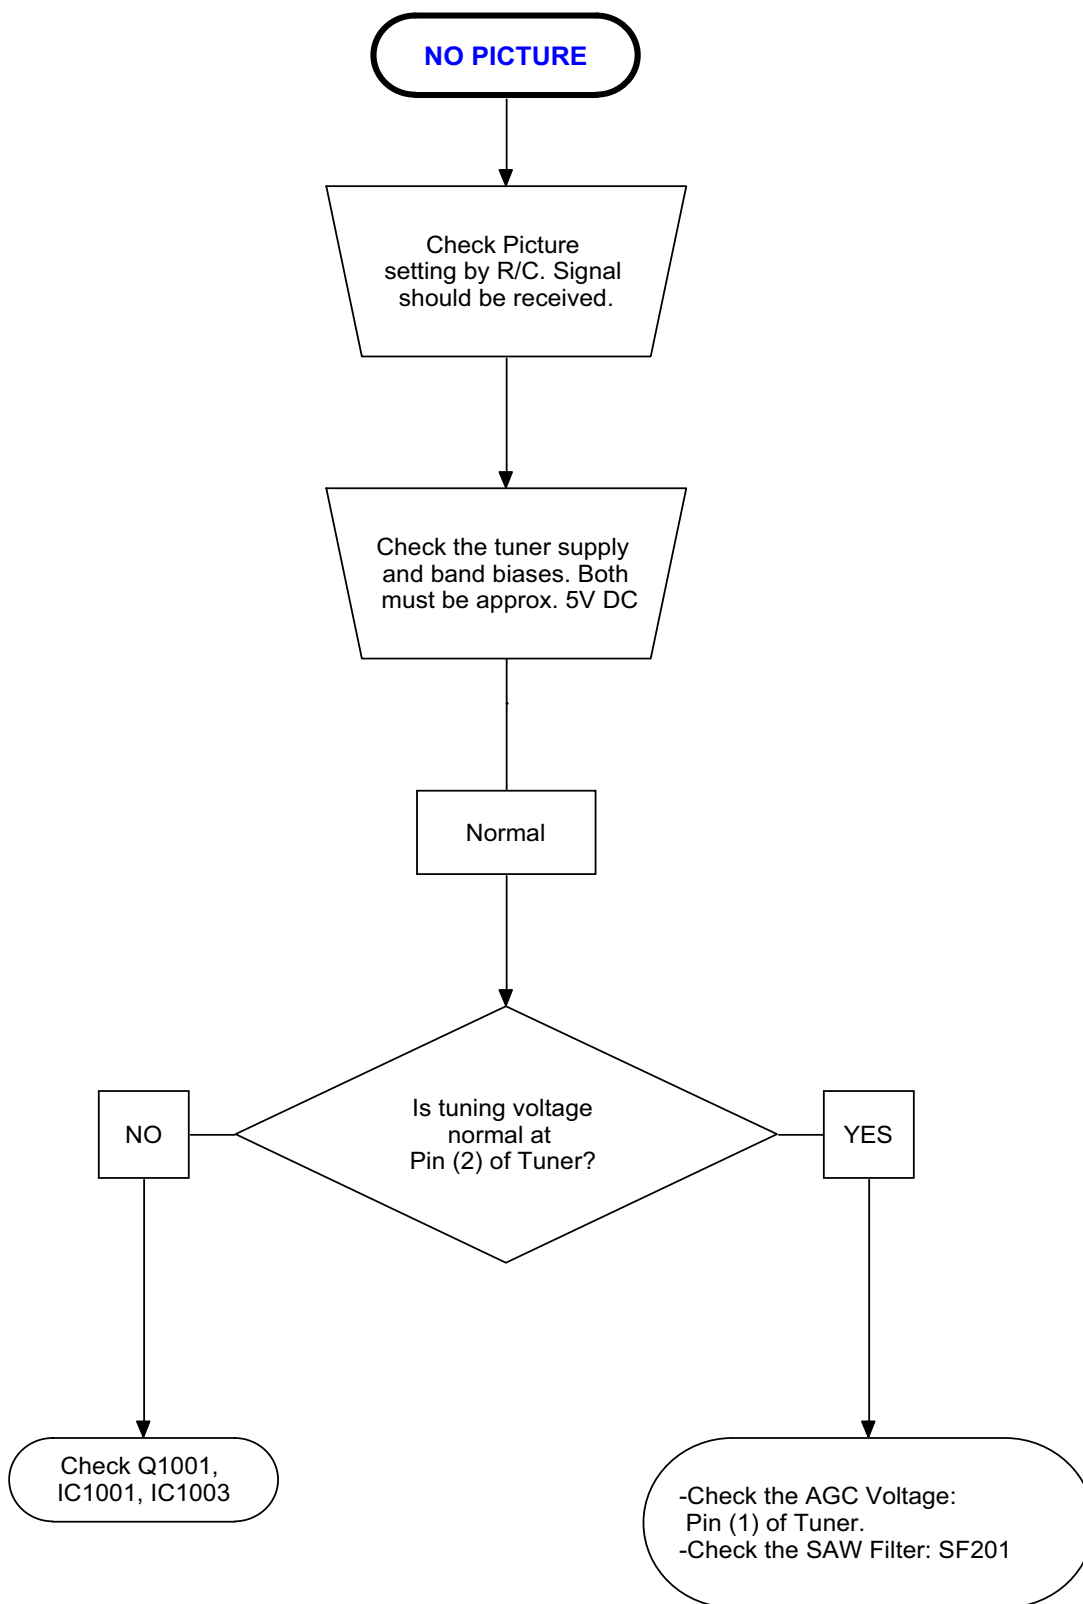 NO PICTURE
Check Picture
setting by R/C. Signal
should be received.
Check the tuner supply
and band biases. Both
must be approx. 5V DC
Normal
Is tuning voltage
normal at
Pin (2) of Tuner?
NO
YES
Check Q1001,
IC1001, IC1003
-Check the AGC Voltage:
Pin (1) of Tuner.
-Check the SAW Filter: SF201